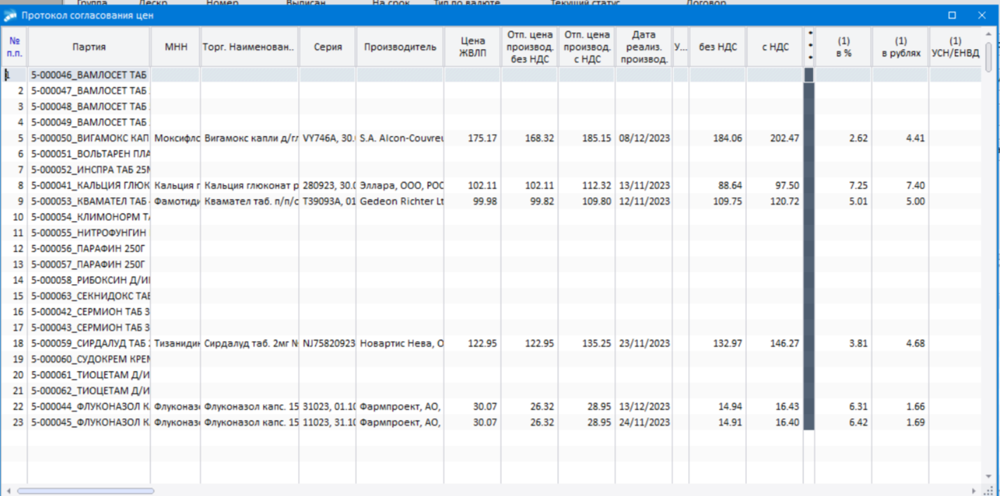 Группа Дескр Номер Выписан На срок Тип по валюте Текущий статус Договор
Протокол согласования цен
№ п.п. Партия МНН Торг. Наименован... Серия Производитель Цена ЖВЛП Отп. цена производ. без НДС Отп. цена производ. с НДС Дата реализ. производ. У... без НДС с НДС (1) в % (1) в рублях (1) УСН/ЕНВД
1 5-000046_ВАМЛОСЕТ ТАБ
2 5-000047_ВАМЛОСЕТ ТАБ
3 5-000048_ВАМЛОСЕТ ТАБ
4 5-000049_ВАМЛОСЕТ ТАБ
5 5-000050_ВИГАМОКС КАП Моксифлс Вигамокс капли д/гл VY746A, 30. S.A. Alcon-Couvreu 175.17 168.32 185.15 08/12/2023 184.06 202.47 2.62 4.41
6 5-000051_ВОЛЬТАРЕН ПЛА
7 5-000052_ИНСПРА ТАБ 25М
8 5-000041_КАЛЬЦИЯ ГЛЮК Кальция г Кальция глюконат р 280923, 30.0 Эллара, ООО, РОС 102.11 102.11 112.32 13/11/2023 88.64 97.50 7.25 7.40
9 5-000053_КВАМАТЕЛ ТАБ Фамотиди Квамател таб. п/п/о T39093A, 01 Gedeon Richter Lt 99.98 99.82 109.80 12/11/2023 109.75 120.72 5.01 5.00
10 5-000054_КЛИМОНОРМ ТА
11 5-000055_НИТРОФУНГИН
12 5-000056_ПАРАФИН 250Г
13 5-000057_ПАРАФИН 250Г
14 5-000058_РИБОКСИН Д/ИН
15 5-000063_СЕКНИДОКС ТАБ
16 5-000042_СЕРМИОН ТАБ 3
17 5-000043_СЕРМИОН ТАБ 3
18 5-000059_СИРДАЛУД ТАБ 2 Тизанидин Сирдалуд таб. 2мг № NJ75820923 Новартис Нева, О 122.95 122.95 135.25 23/11/2023 132.97 146.27 3.81 4.68
19 5-000060_СУДОКРЕМ КРЕМ
20 5-000061_ТИОЦЕТАМ Д/И
21 5-000062_ТИОЦЕТАМ Д/И
22 5-000044_ФЛУКОНАЗОЛ К Флуконазо Флуконазол капс. 15 31023, 01.10 Фармпроект, АО, 30.07 26.32 28.95 13/12/2023 14.94 16.43 6.31 1.66
23 5-000045_ФЛУКОНАЗОЛ К Флуконазо Флуконазол капс. 15 11023, 31.10 Фармпроект, АО, 30.07 26.32 28.95 24/11/2023 14.91 16.40 6.42 1.69